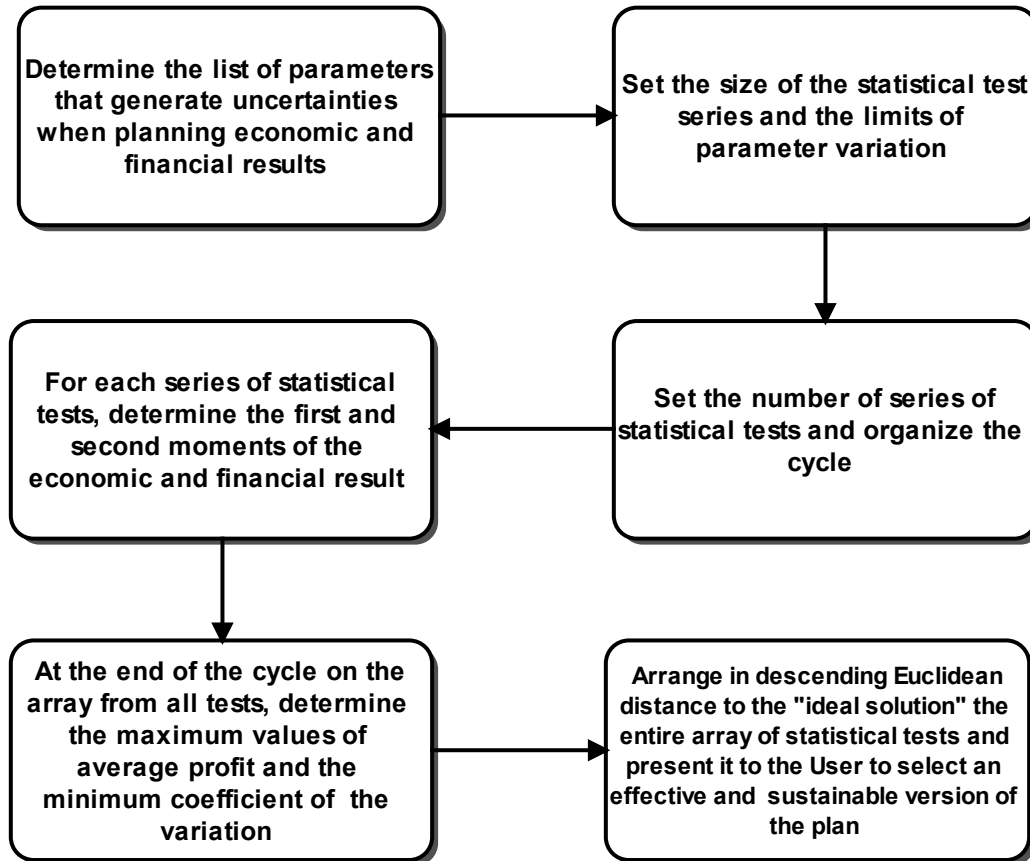 Determine the list of parameters
that generate uncertainties
when planning economic and
financial results
Set the size of the statistical test
series and the limits of
parameter variation
Set the number of series of
statistical tests and organize the
cycle
For each series of statistical
tests, determine the first and
second moments of the
economic and financial result
At the end of the cycle on the
array from all tests, determine
the maximum values of
average profit and the
minimum coefficient of the
variation
Arrange in descending Euclidean
distance to the "ideal solution" the
entire array of statistical tests and
present it to the User to select an
effective and sustainable version of
the plan